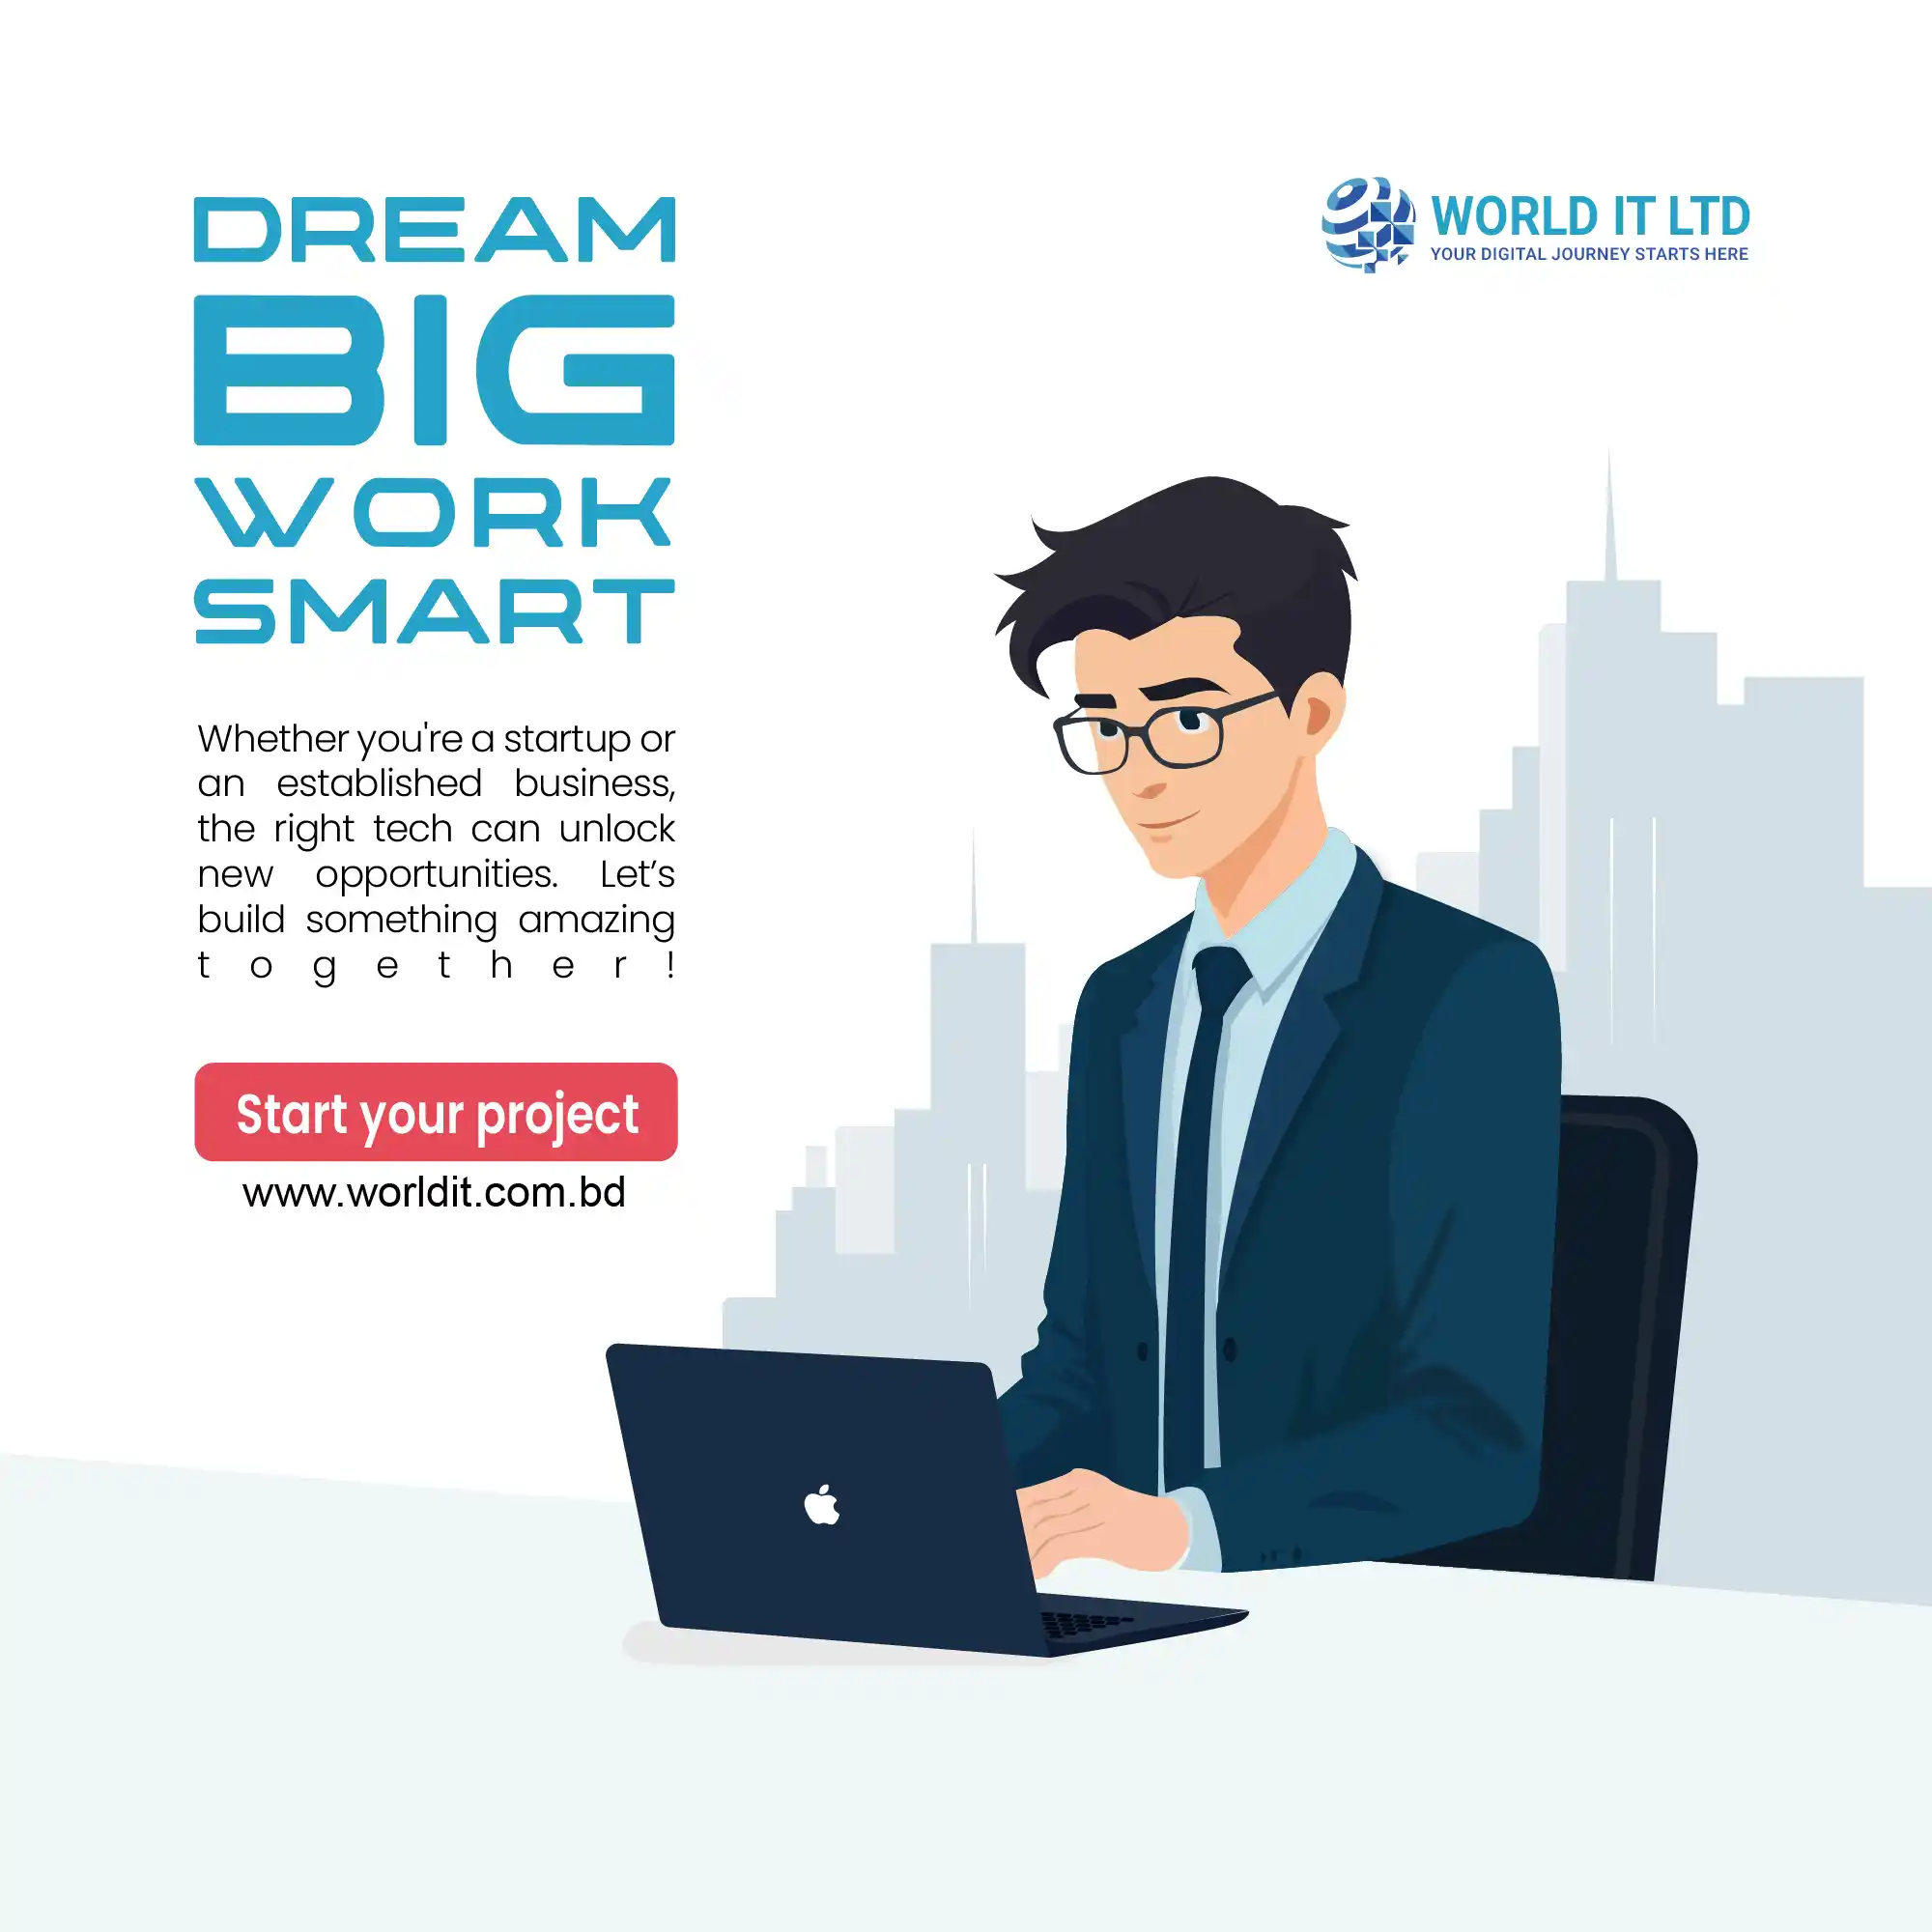 DREAM
BIG
WORK
SMART
WORLD IT LTD
YOUR DIGITAL JOURNEY STARTS HERE
Whether you're a startup or
an established business,
the right tech can unlock
new opportunities. Let’s
build something amazing
together!
Start your project
www.worldit.com.bd